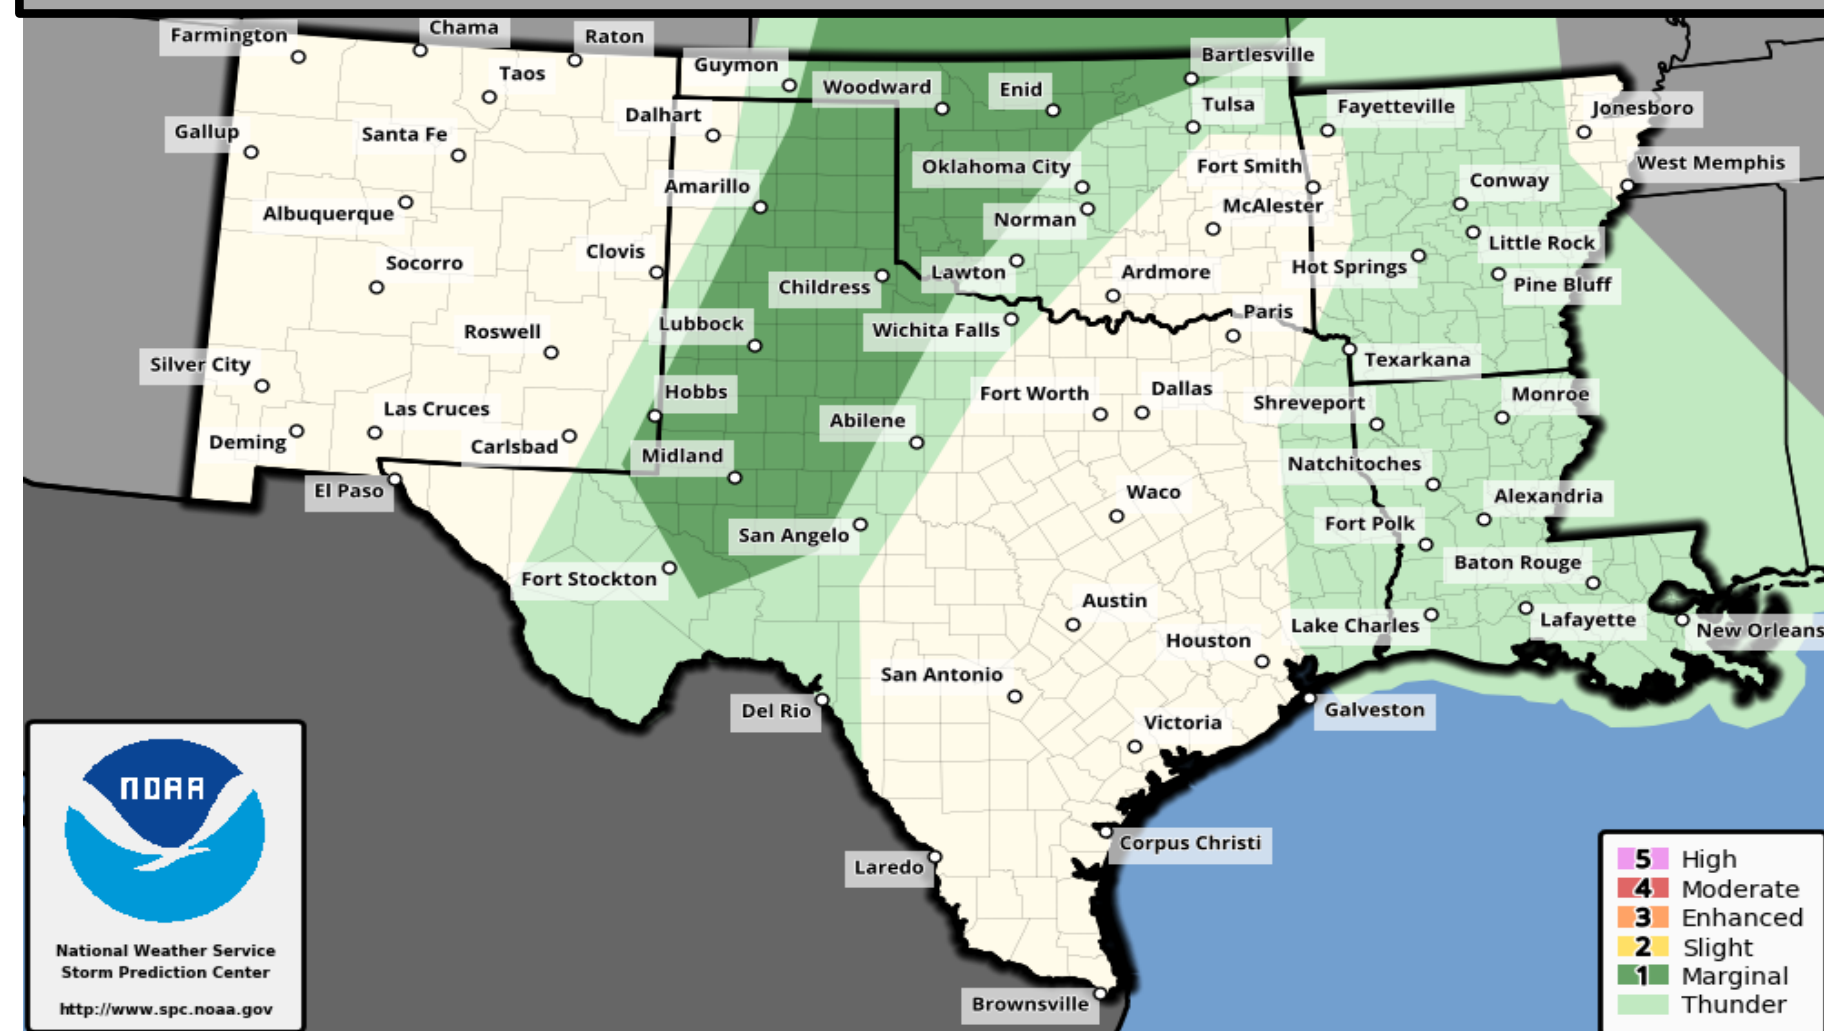 Farmington
Chama
Raton
Taos
Guymon
Woodward
Enid
Bartlesville
Dalhart
Tulsa
Fayetteville
Jonesboro
Gallup
Santa Fe
Oklahoma City
Fort Smith
West Memphis
Amarillo
Conway
Albuquerque
Norman
McAlester
Little Rock
Socorro
Clovis
Childress
Lawton
Ardmore
Hot Springs
Pine Bluff
Roswell
Lubbock
Wichita Falls
Paris
Silver City
Texarkana
Hobbs
Fort Worth
Dallas
Shreveport
Monroe
Las Cruces
Abilene
Deming
Carlsbad
Midland
Natchitoches
El Paso
Waco
Alexandria
San Angelo
Fort Polk
Fort Stockton
Baton Rouge
Austin
Lake Charles
Lafayette
New Orleans
Houston
San Antonio
Del Rio
Victoria
Galveston
Corpus Christi
Laredo
Brownsville
NOAA
National Weather Service
Storm Prediction Center
http://www.spc.noaa.gov
5 High
4 Moderate
3 Enhanced
2 Slight
1 Marginal
Thunder